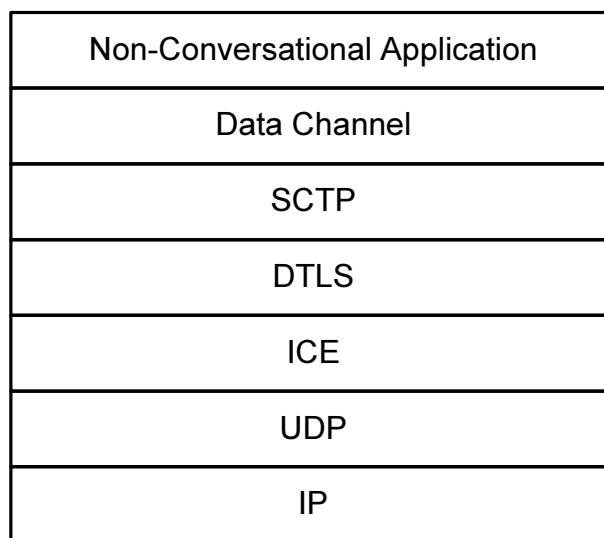 Non-Conversational Application
Data Channel
SCTP
DTLS
ICE
UDP
IP